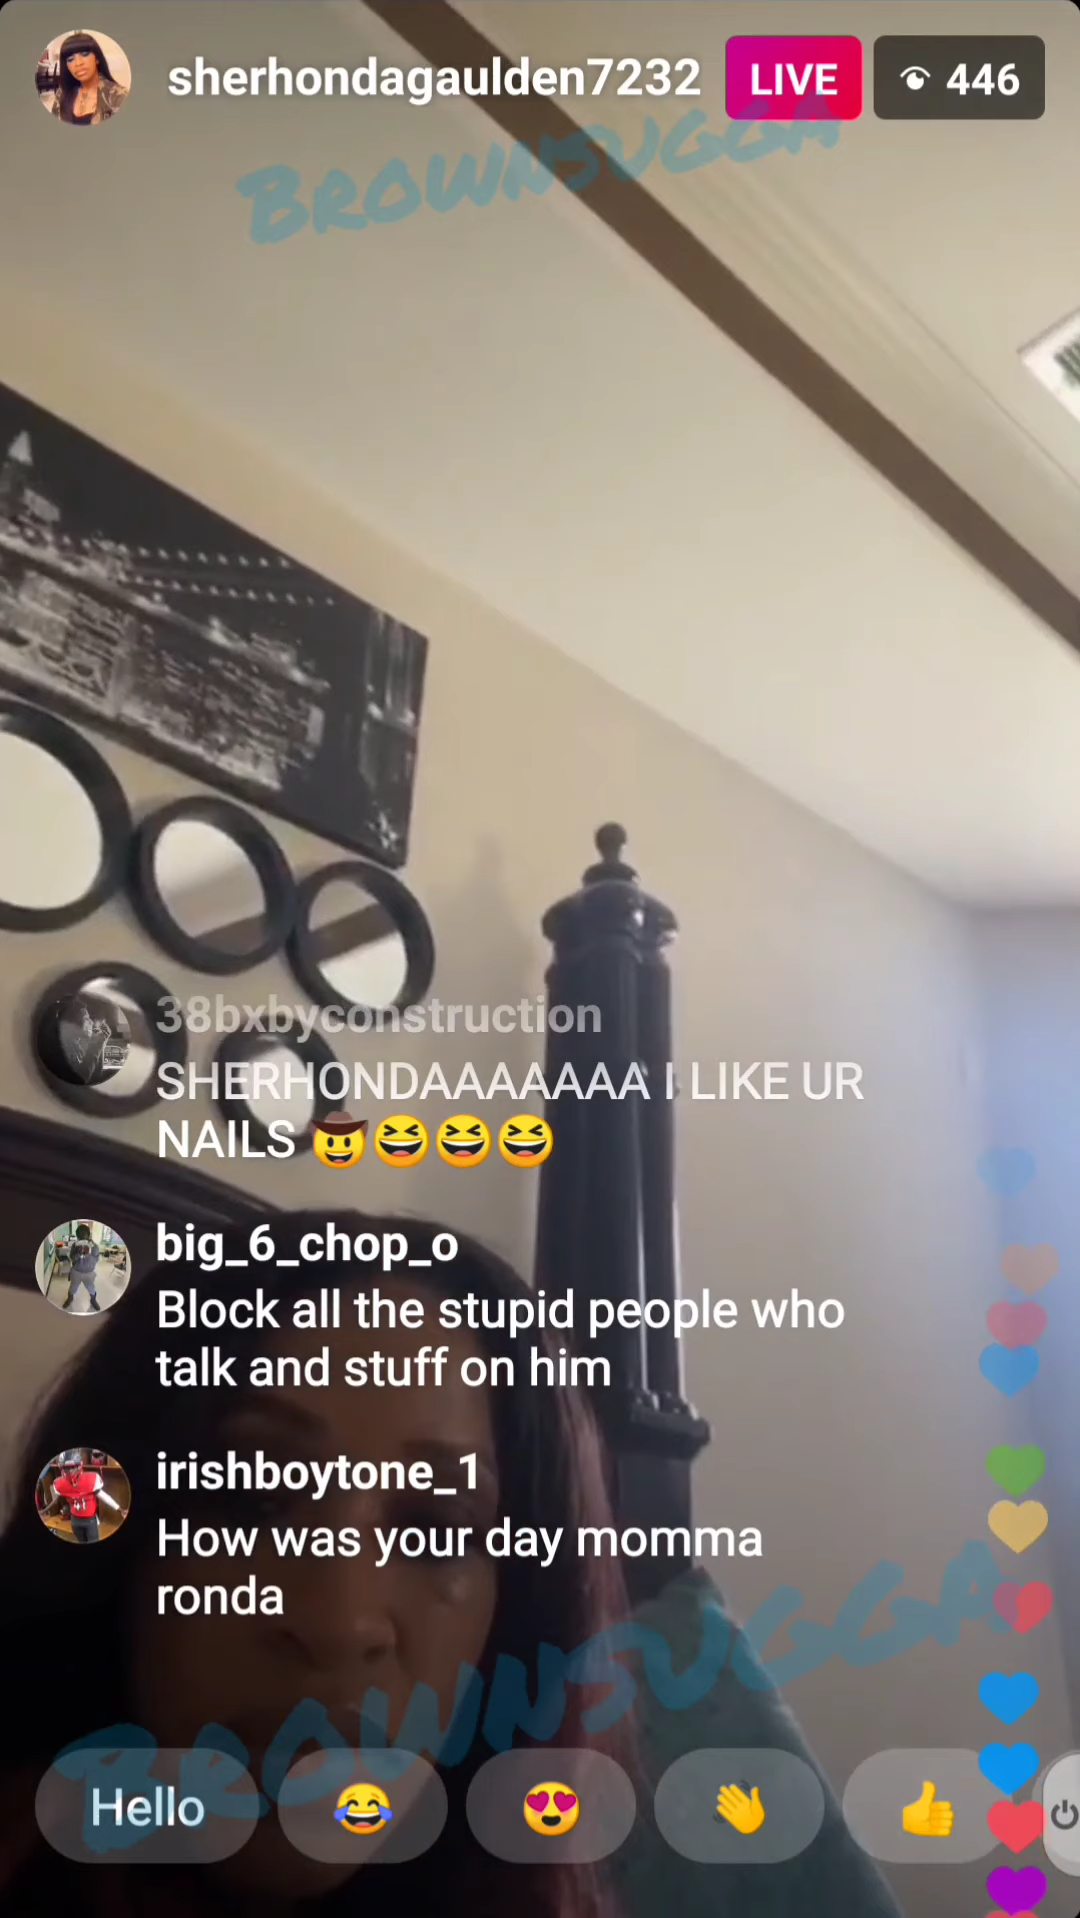 sherhondagaulden7232 LIVE 446
BROWNSUGGA
38bxbyconstruction
SHERHONDAAAAAAA I LIKE UR
NAILS 🤠😆😆😆
big_6_chop_o
Block all the stupid people who
talk and stuff on him
irishboytone_1
How was your day momma
ronda
BROWNSUGGA
Hello 😂 😍 👋 👍